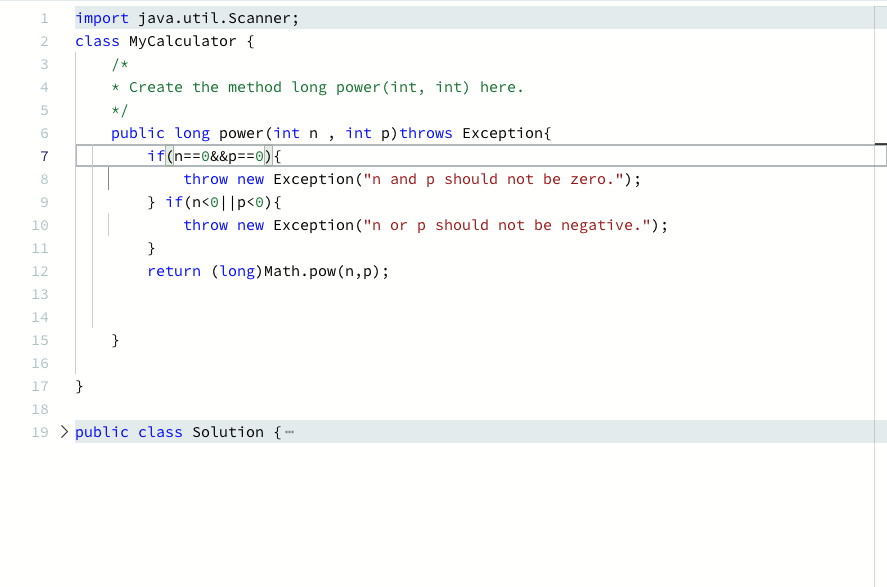 1 import java.util.Scanner;
2 class MyCalculator {
3 /*
4 * Create the method long power(int, int) here.
5 */
6 public long power(int n , int p)throws Exception{
7 if(n==0&&p==0){
8 throw new Exception("n and p should not be zero.");
9 } if(n<0||p<0){
10 throw new Exception("n or p should not be negative.");
11 }
12 return (long)Math.pow(n,p);
13
14
15 }
16
17 }
18
19 public class Solution { ⋯